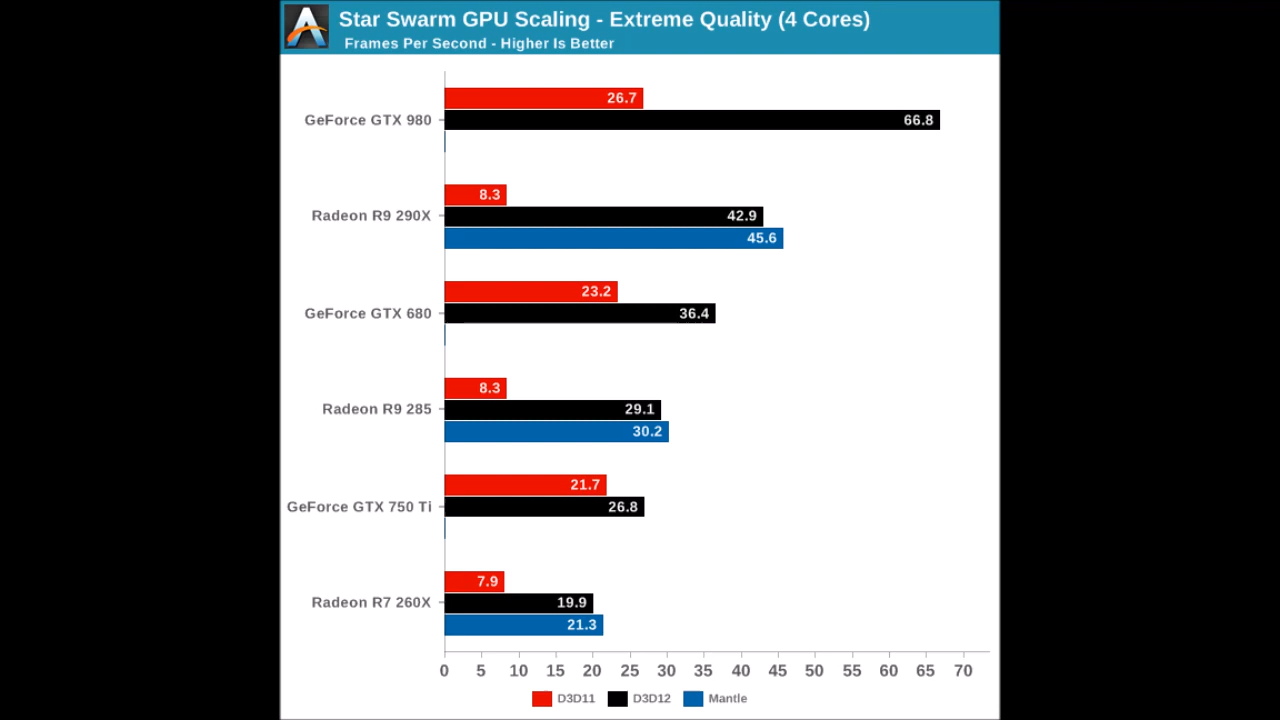 Star Swarm GPU Scaling - Extreme Quality (4 Cores)
Frames Per Second - Higher Is Better
26.7
GeForce GTX 980
66.8
8.3
Radeon R9 290X
42.9
45.6
23.2
GeForce GTX 680
36.4
8.3
Radeon R9 285
29.1
30.2
21.7
GeForce GTX 750 Ti
26.8
7.9
Radeon R7 260X
19.9
21.3
0 5 10 15 20 25 30 35 40 45 50 55 60 65 70
D3D11 D3D12 Mantle